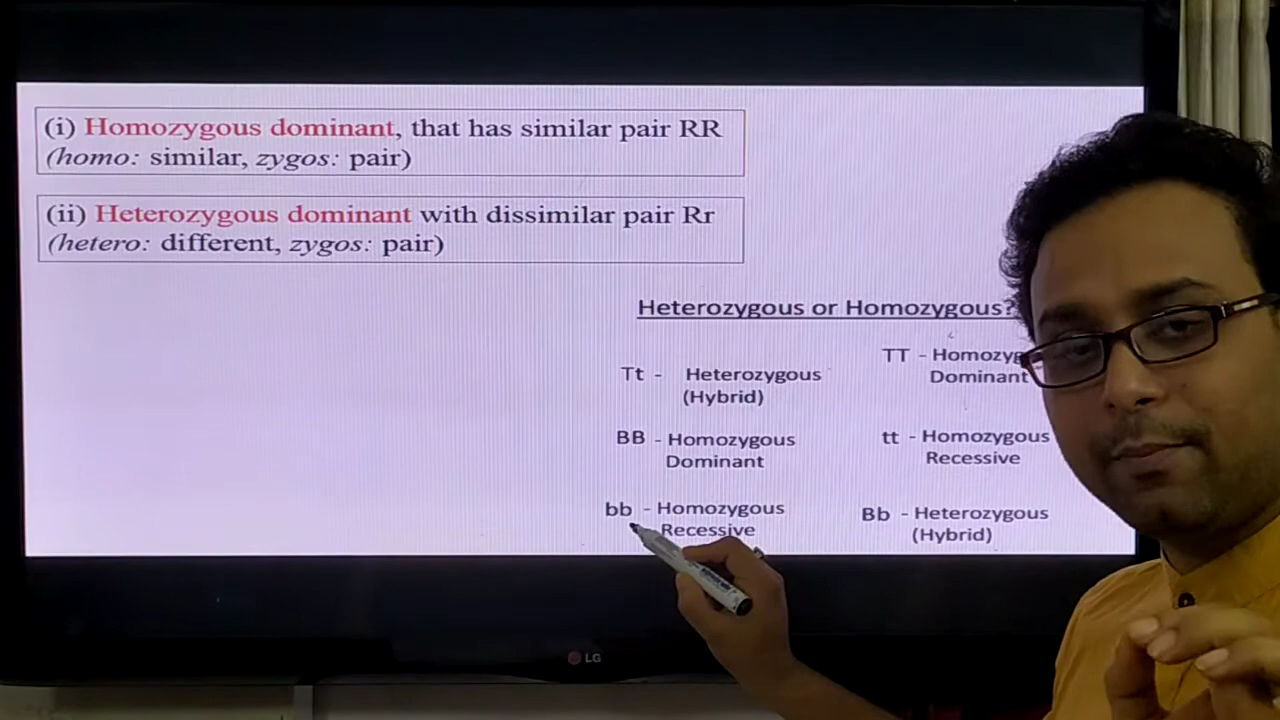 (i) Homozygous dominant, that has similar pair RR
(homo: similar, zygos: pair)
(ii) Heterozygous dominant with dissimilar pair Rr
(hetero: different, zygos: pair)
Heterozygous or Homozygous?
Tt - Heterozygous
(Hybrid)
TT - Homozyg
Dominant
BB - Homozygous
Dominant
tt - Homozygous
Recessive
bb - Homozygous
Recessive
Bb - Heterozygous
(Hybrid)
LG